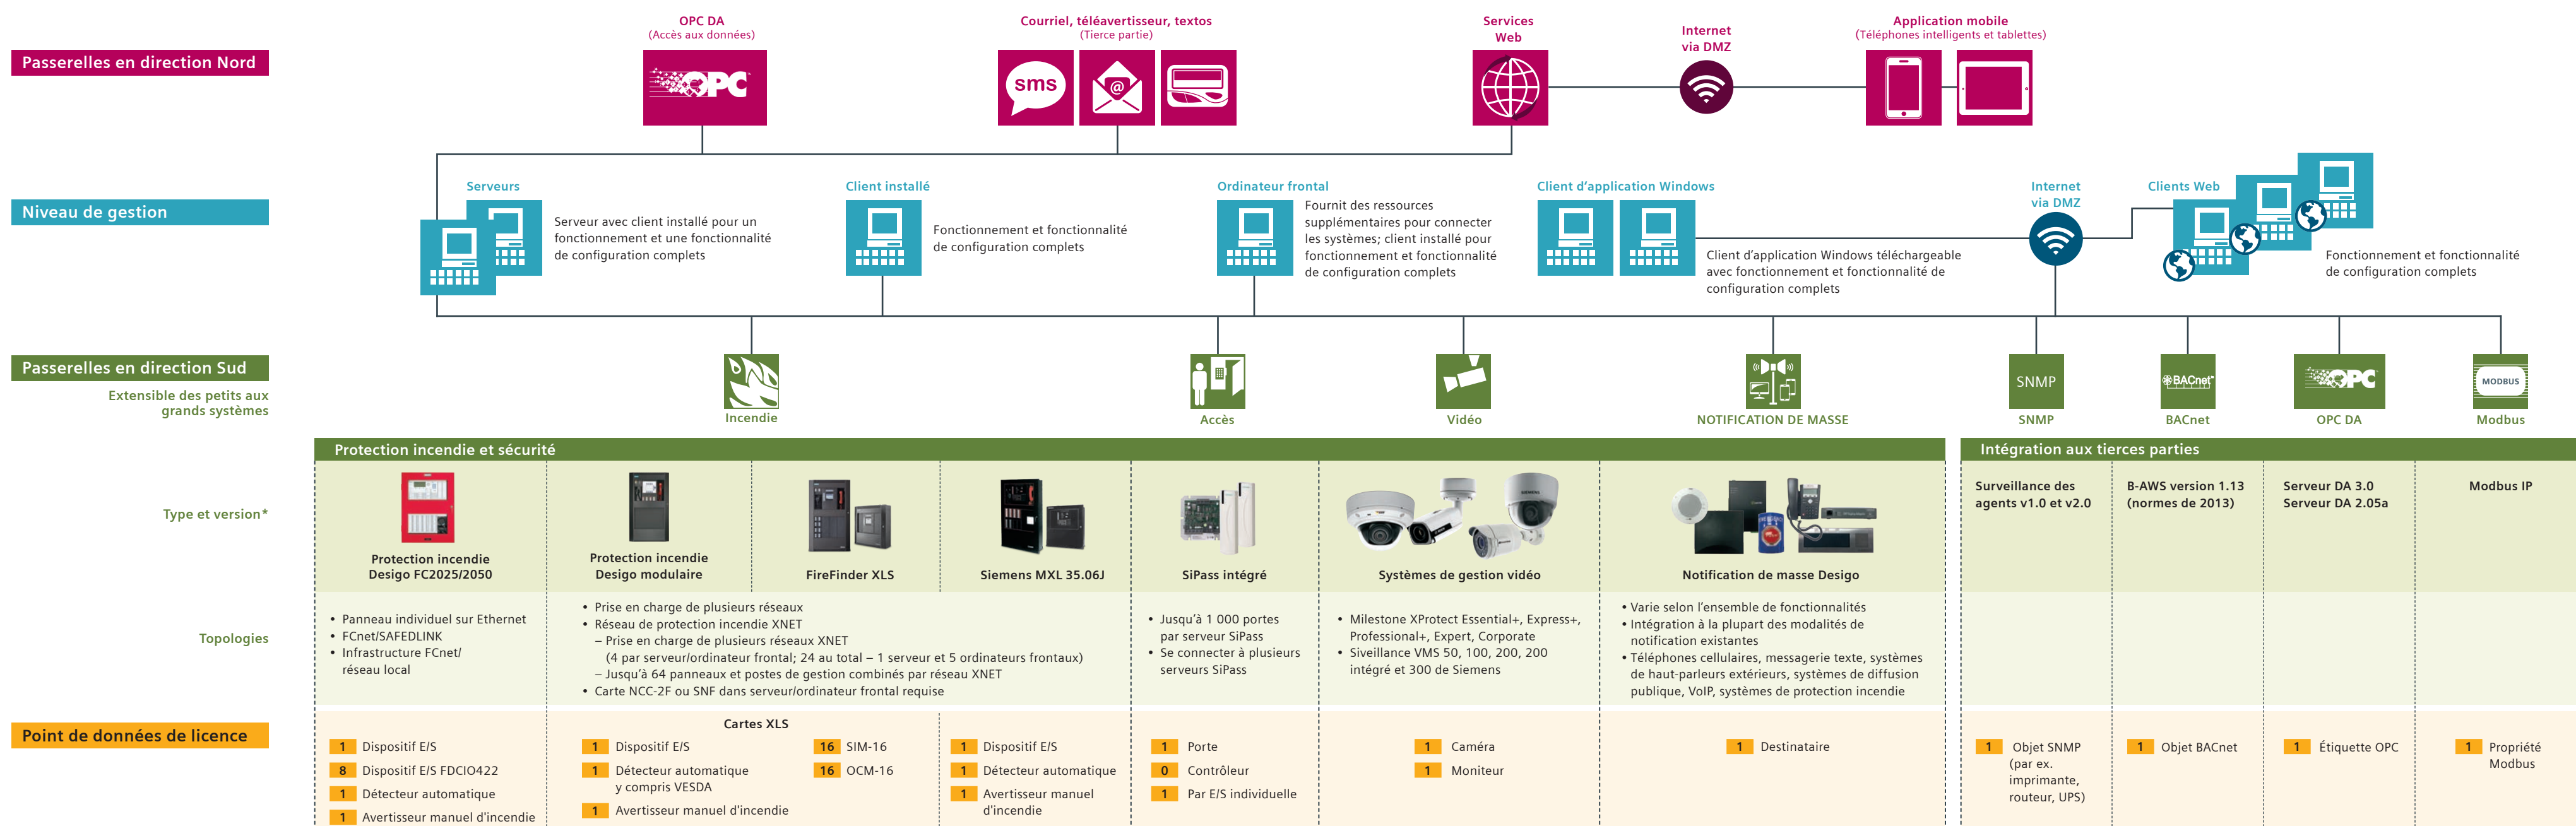 Passerelles en direction Nord
OPC DA
(Accès aux données)
OPC
Courriel, téléavertisseur, textos
(Tierce partie)
sms
@
Services
Web
Internet
via DMZ
Application mobile
(Téléphones intelligents et tablettes)
Niveau de gestion
Serveurs
Serveur avec client installé pour un
fonctionnement et une fonctionnalité
de configuration complets
Client installé
Fonctionnement et fonctionnalité
de configuration complets
Ordinateur frontal
Fournit des ressources
supplémentaires pour connecter
les systèmes; client installé pour
fonctionnement et fonctionnalité
de configuration complets
Client d’application Windows
Client d’application Windows téléchargeable
avec fonctionnement et fonctionnalité de
configuration complets
Internet
via DMZ
Clients Web
Fonctionnement et fonctionnalité
de configuration complets
Passerelles en direction Sud
Extensible des petits aux
grands systèmes
Incendie
Accès
Vidéo
NOTIFICATION DE MASSE
SNMP
SNMP
BACnet™
BACnet
OPC
OPC DA
MODBUS
Modbus
Protection incendie et sécurité
Intégration aux tierces parties
Type et version*
Protection incendie
Desigo FC2025/2050
Protection incendie
Desigo modulaire
FireFinder XLS
Siemens MXL 35.06J
SiPass intégré
SIEMENS
Systèmes de gestion vidéo
Notification de masse Desigo
Surveillance des
agents v1.0 et v2.0
B-AWS version 1.13
(normes de 2013)
Serveur DA 3.0
Serveur DA 2.05a
Modbus IP
Topologies
• Panneau individuel sur Ethernet
• FCnet/SAFEDLINK
• Infrastructure FCnet/
réseau local
• Prise en charge de plusieurs réseaux
• Réseau de protection incendie XNET
– Prise en charge de plusieurs réseaux XNET
(4 par serveur/ordinateur frontal; 24 au total – 1 serveur et 5 ordinateurs frontaux)
– Jusqu’à 64 panneaux et postes de gestion combinés par réseau XNET
• Carte NCC-2F ou SNF dans serveur/ordinateur frontal requise
• Jusqu’à 1 000 portes
par serveur SiPass
• Se connecter à plusieurs
serveurs SiPass
• Milestone XProtect Essential+, Express+,
Professional+, Expert, Corporate
• Siveillance VMS 50, 100, 200, 200
intégré et 300 de Siemens
• Varie selon l’ensemble de fonctionnalités
• Intégration à la plupart des modalités de
notification existantes
• Téléphones cellulaires, messagerie texte, systèmes
de haut-parleurs extérieurs, systèmes de diffusion
publique, VoIP, systèmes de protection incendie
Point de données de licence
1 Dispositif E/S
8 Dispositif E/S FDCIO422
1 Détecteur automatique
1 Avertisseur manuel d'incendie
Cartes XLS
1 Dispositif E/S
1 Détecteur automatique
y compris VESDA
1 Avertisseur manuel d'incendie
16 SIM-16
16 OCM-16
1 Dispositif E/S
1 Détecteur automatique
1 Avertisseur manuel
d'incendie
1 Porte
0 Contrôleur
1 Par E/S individuelle
1 Caméra
1 Moniteur
1 Destinataire
1 Objet SNMP
(par ex.
imprimante,
routeur, UPS)
1 Objet BACnet
1 Étiquette OPC
1 Propriété
Modbus